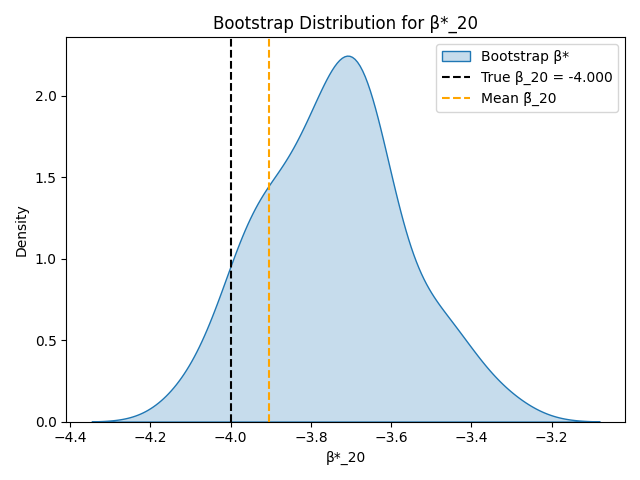 Bootstrap Distribution for β*_20
Bootstrap β*
True β_20 = -4.000
Mean β̃_20
Density
2.0
1.5
1.0
0.5
0.0
−4.4 −4.2 −4.0 −3.8 −3.6 −3.4 −3.2
β*_20